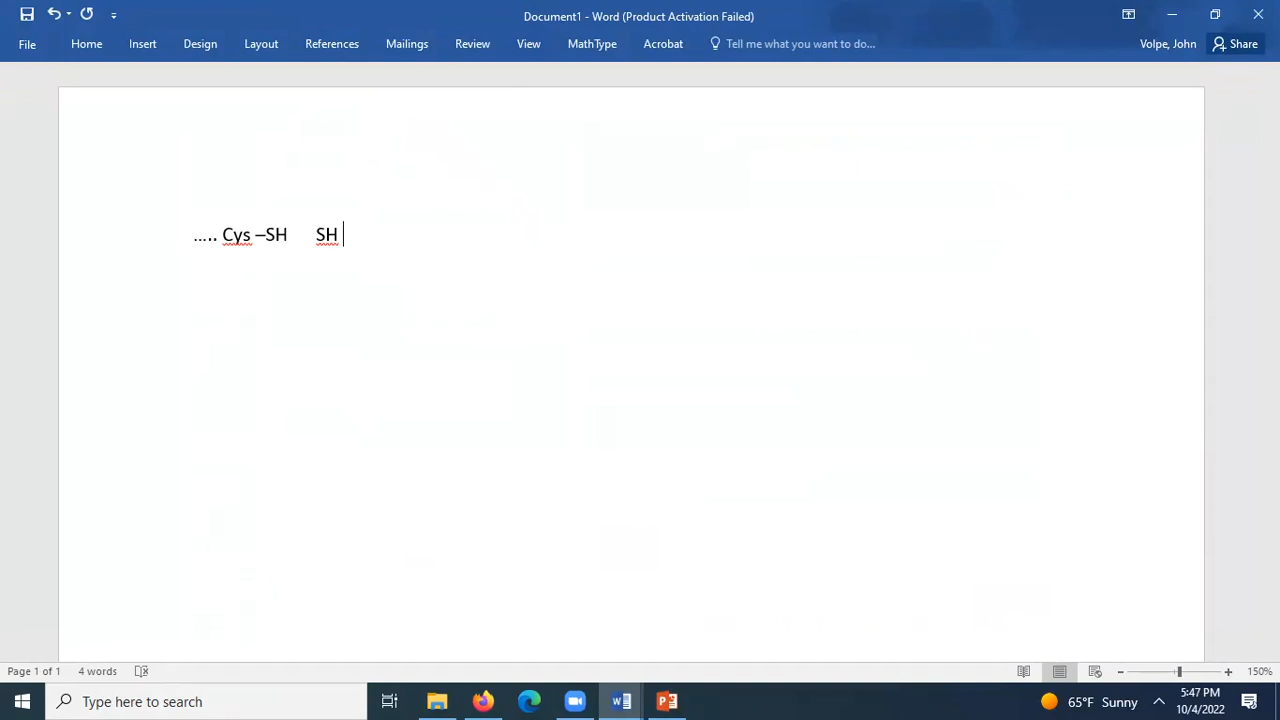 Document1 - Word (Product Activation Failed)
File Home Insert Design Layout References Mailings Review View MathType Acrobat Tell me what you want to do... Volpe, John Share
..... Cys –SH SH
Page 1 of 1 4 words 150%
Type here to search 65°F Sunny 5:47 PM
10/4/2022